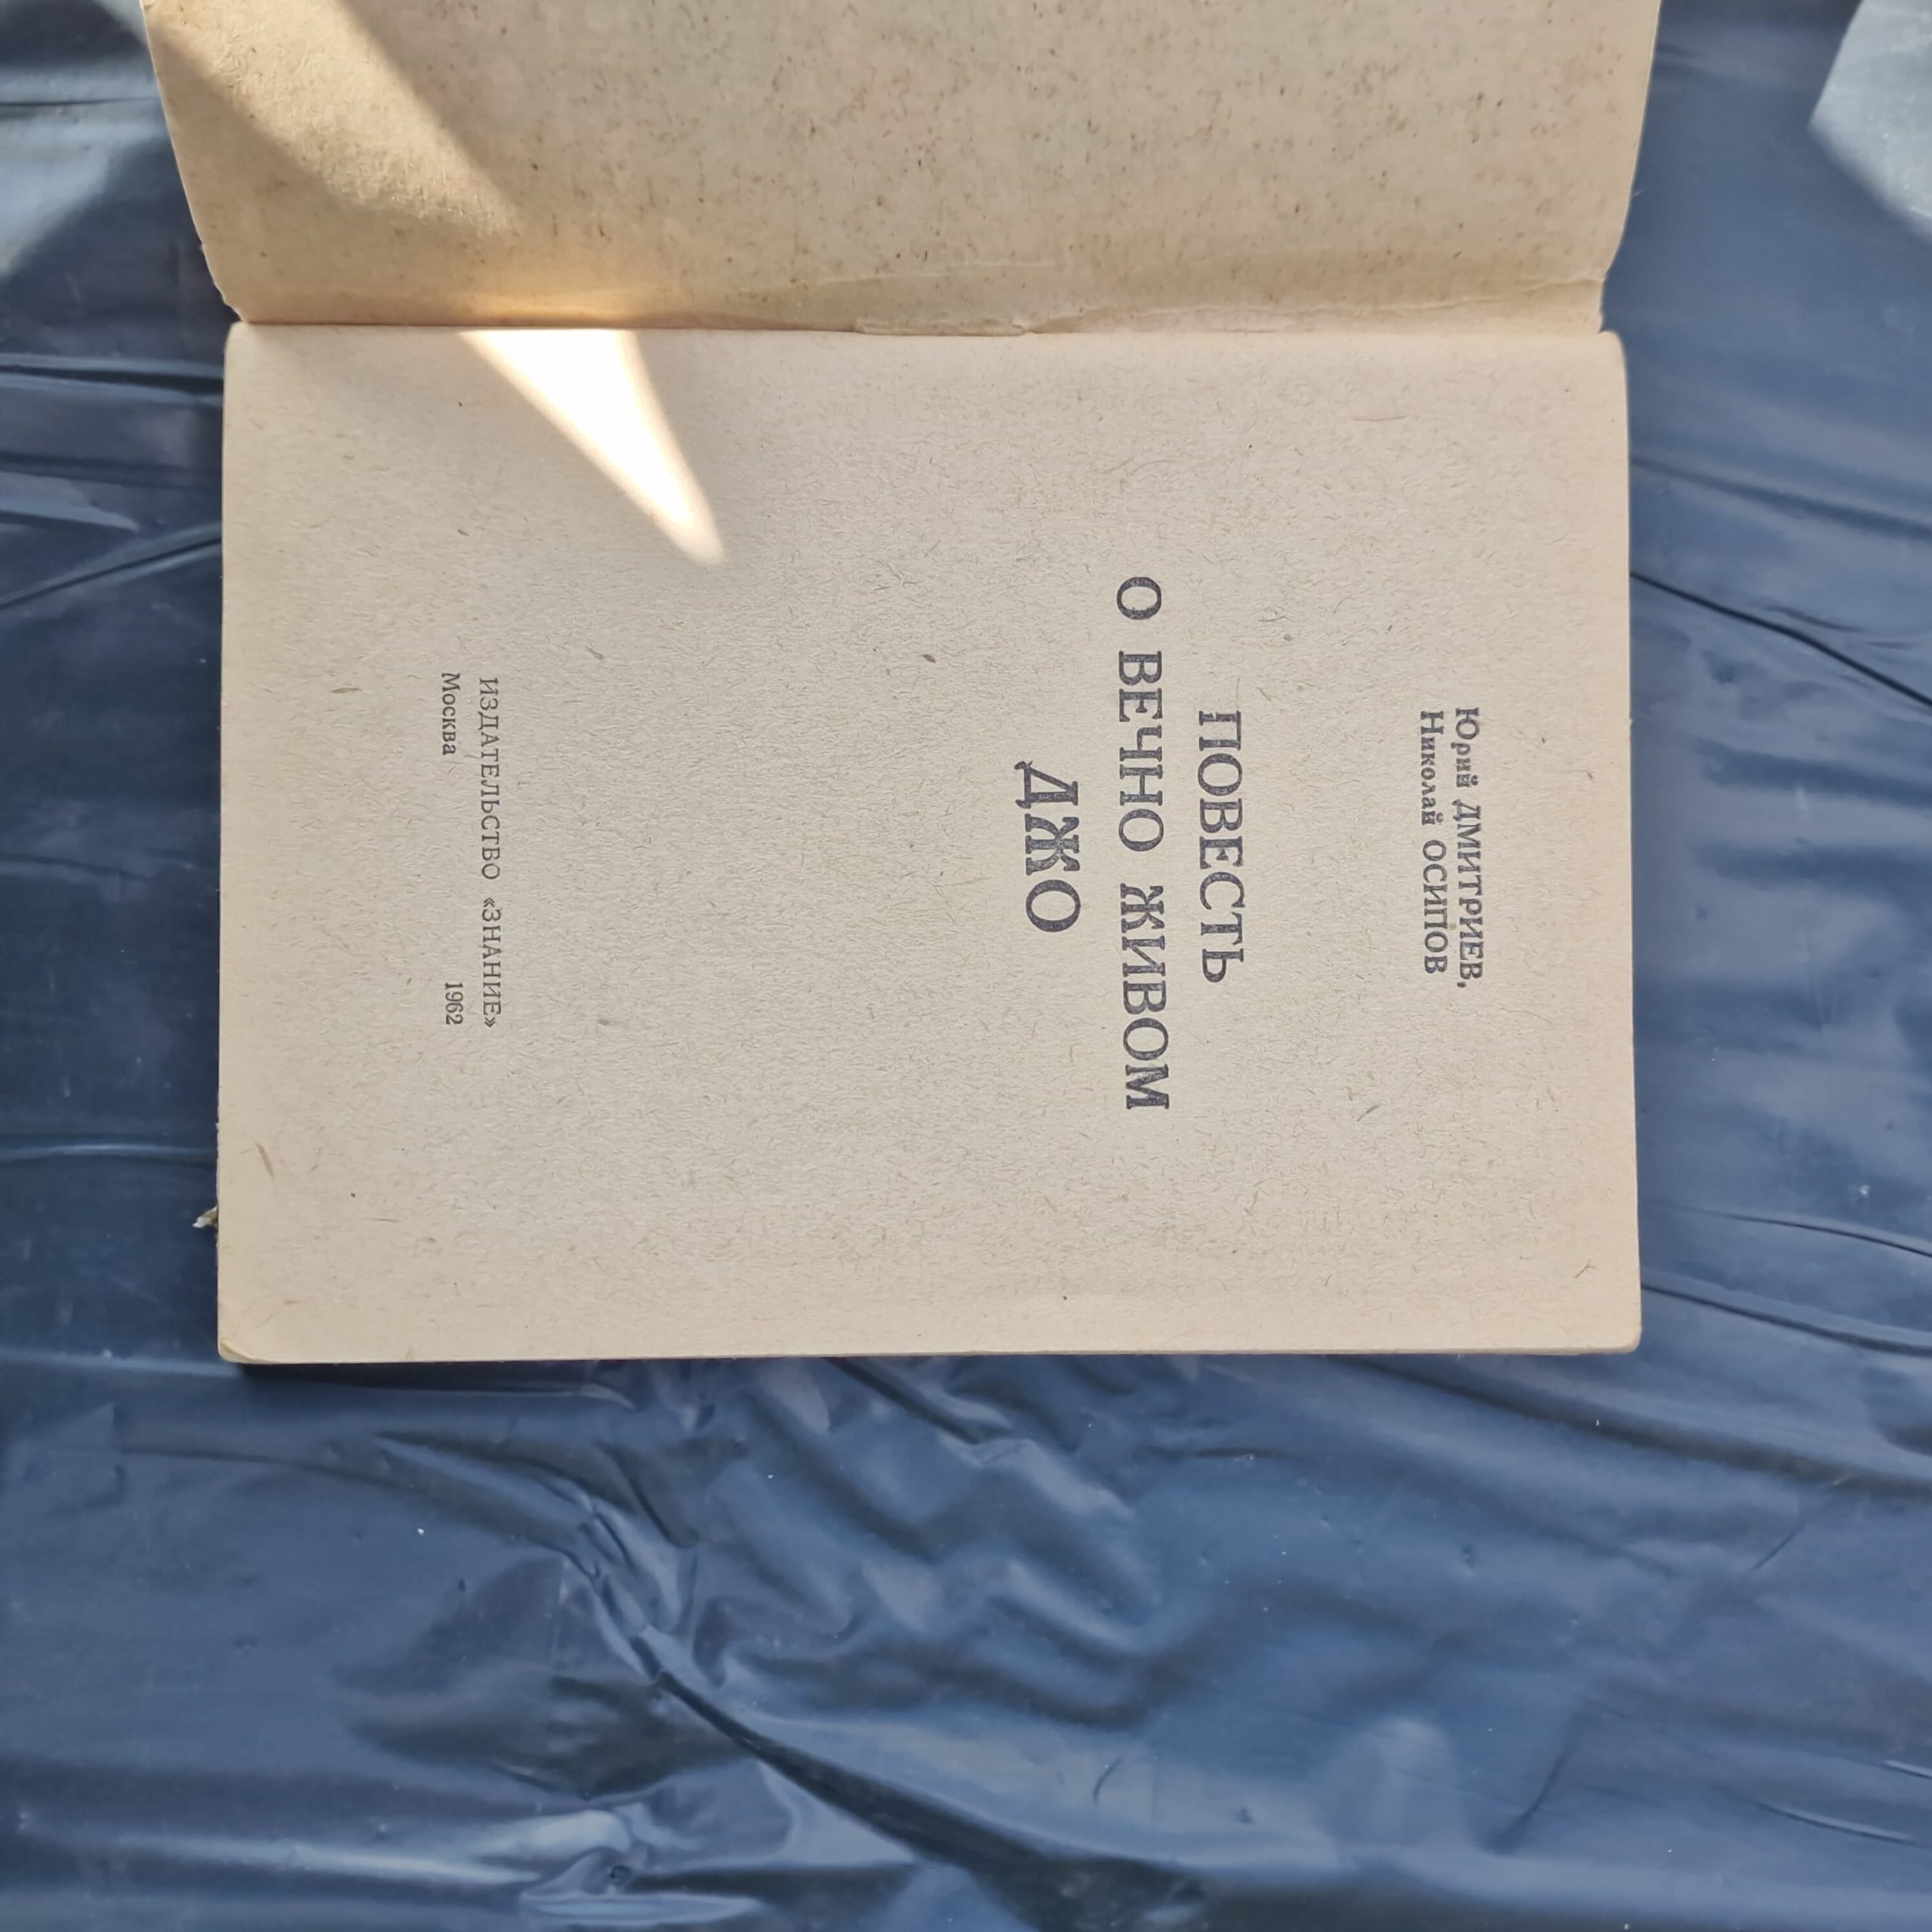 Юрий ДМИТРИЕВ,
Николай ОСИПОВ
ПОВЕСТЬ
О ВЕЧНО ЖИВОМ
ДЖО
ИЗДАТЕЛЬСТВО «ЗНАНИЕ»
Москва 1962